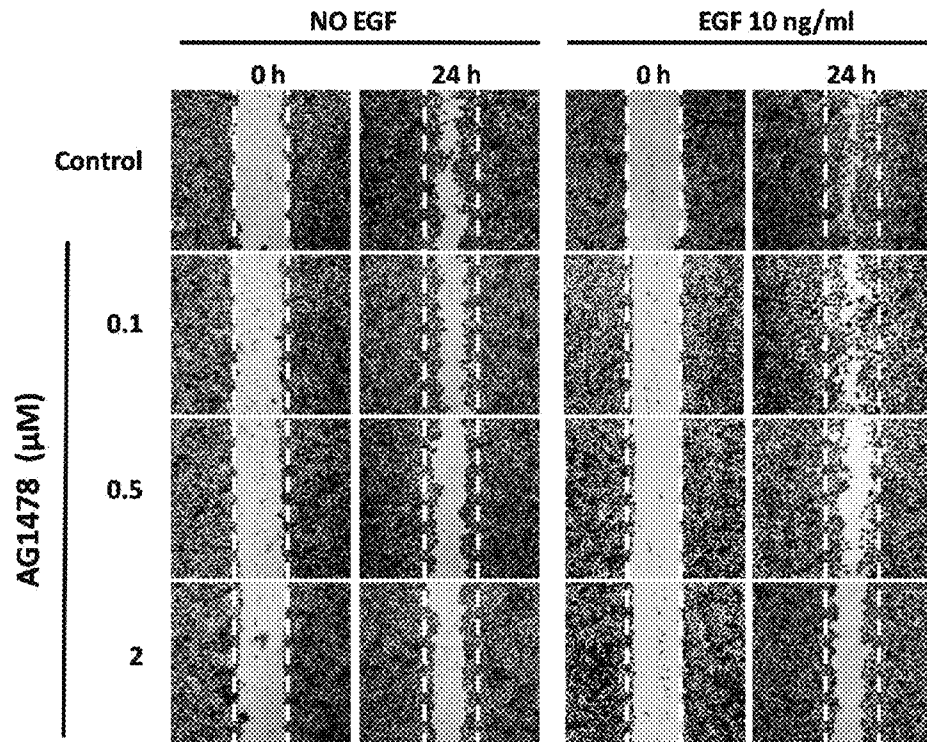 NO EGF EGF 10 ng/ml
0 h 24 h 0 h 24 h
Control
0.1
0.5
2
AG1478 (µM)